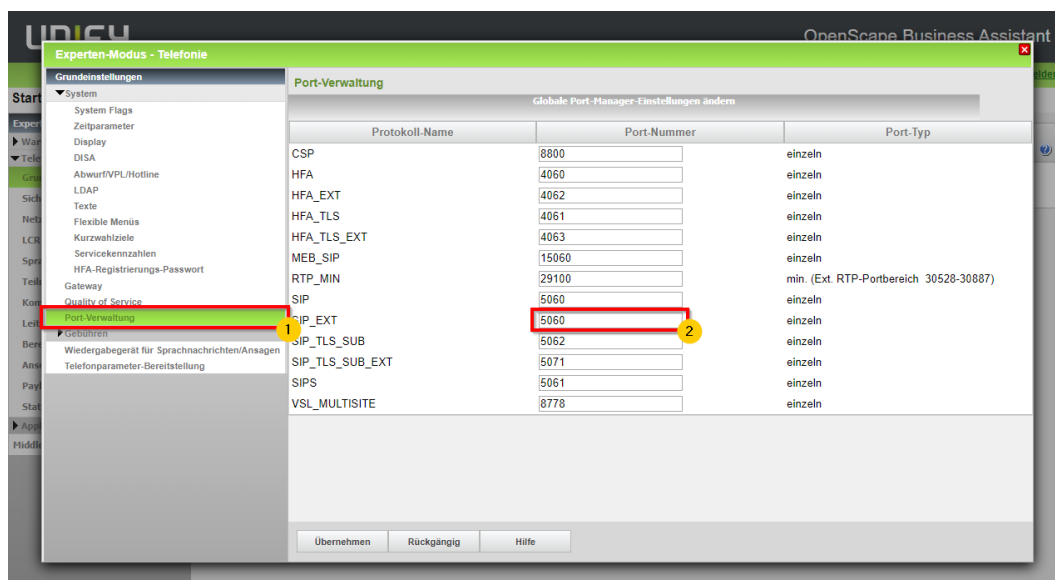 UNIFY
OpenScape Business Assistant
Experten-Modus - Telefonie
Grundeinstellungen
▼System
System Flags
Zeitparameter
Display
DISA
Abwurf/VPL/Hotline
LDAP
Texte
Flexible Menüs
Kurzwahlziele
Servicekennzahlen
HFA-Registrierungs-Passwort
Gateway
Quality of Service
Port-Verwaltung
1
Gebühren
Wiedergabegerät für Sprachnachrichten/Ansagen
Telefonparameter-Bereitstellung
Port-Verwaltung
Globale Port-Manager-Einstellungen ändern
Protokoll-Name Port-Nummer Port-Typ
CSP 8800 einzeln
HFA 4060 einzeln
HFA_EXT 4062 einzeln
HFA_TLS 4061 einzeln
HFA_TLS_EXT 4063 einzeln
MEB_SIP 15060 einzeln
RTP_MIN 29100 min. (Ext. RTP-Portbereich 30528-30887)
SIP 5060 einzeln
SIP_EXT 5060 einzeln
2
SIP_TLS_SUB 5062 einzeln
SIP_TLS_SUB_EXT 5071 einzeln
SIPS 5061 einzeln
VSL_MULTISITE 8778 einzeln
Übernehmen Rückgängig Hilfe